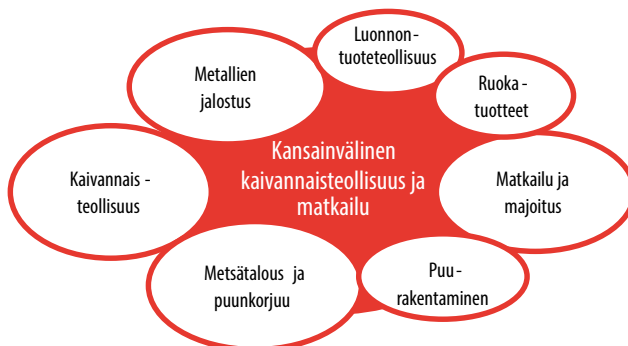 Luonnon-
tuoteteollisuus
Metallien
jalostus
Ruoka-
tuotteet
Kansainvälinen
kaivannaisteollisuus ja
matkailu
Kaivannais-
teollisuus
Matkailu ja
majoitus
Metsätalous ja
puunkorjuu
Puu-
rakentaminen